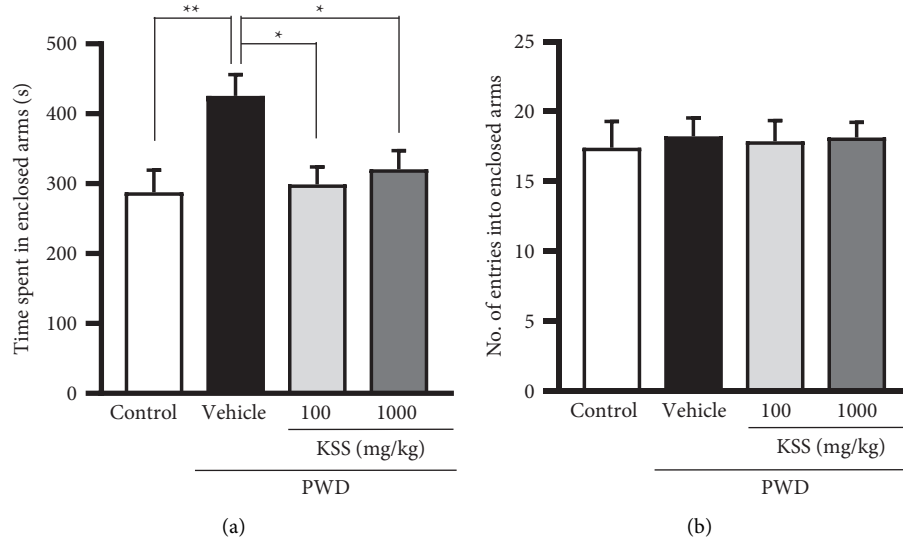 ** * *
Time spent in enclosed arms (s)
500
400
300
200
100
0
Control Vehicle 100 1000
KSS (mg/kg)
PWD
(a)
No. of entries into enclosed arms
25
20
15
10
5
0
Control Vehicle 100 1000
KSS (mg/kg)
PWD
(b)